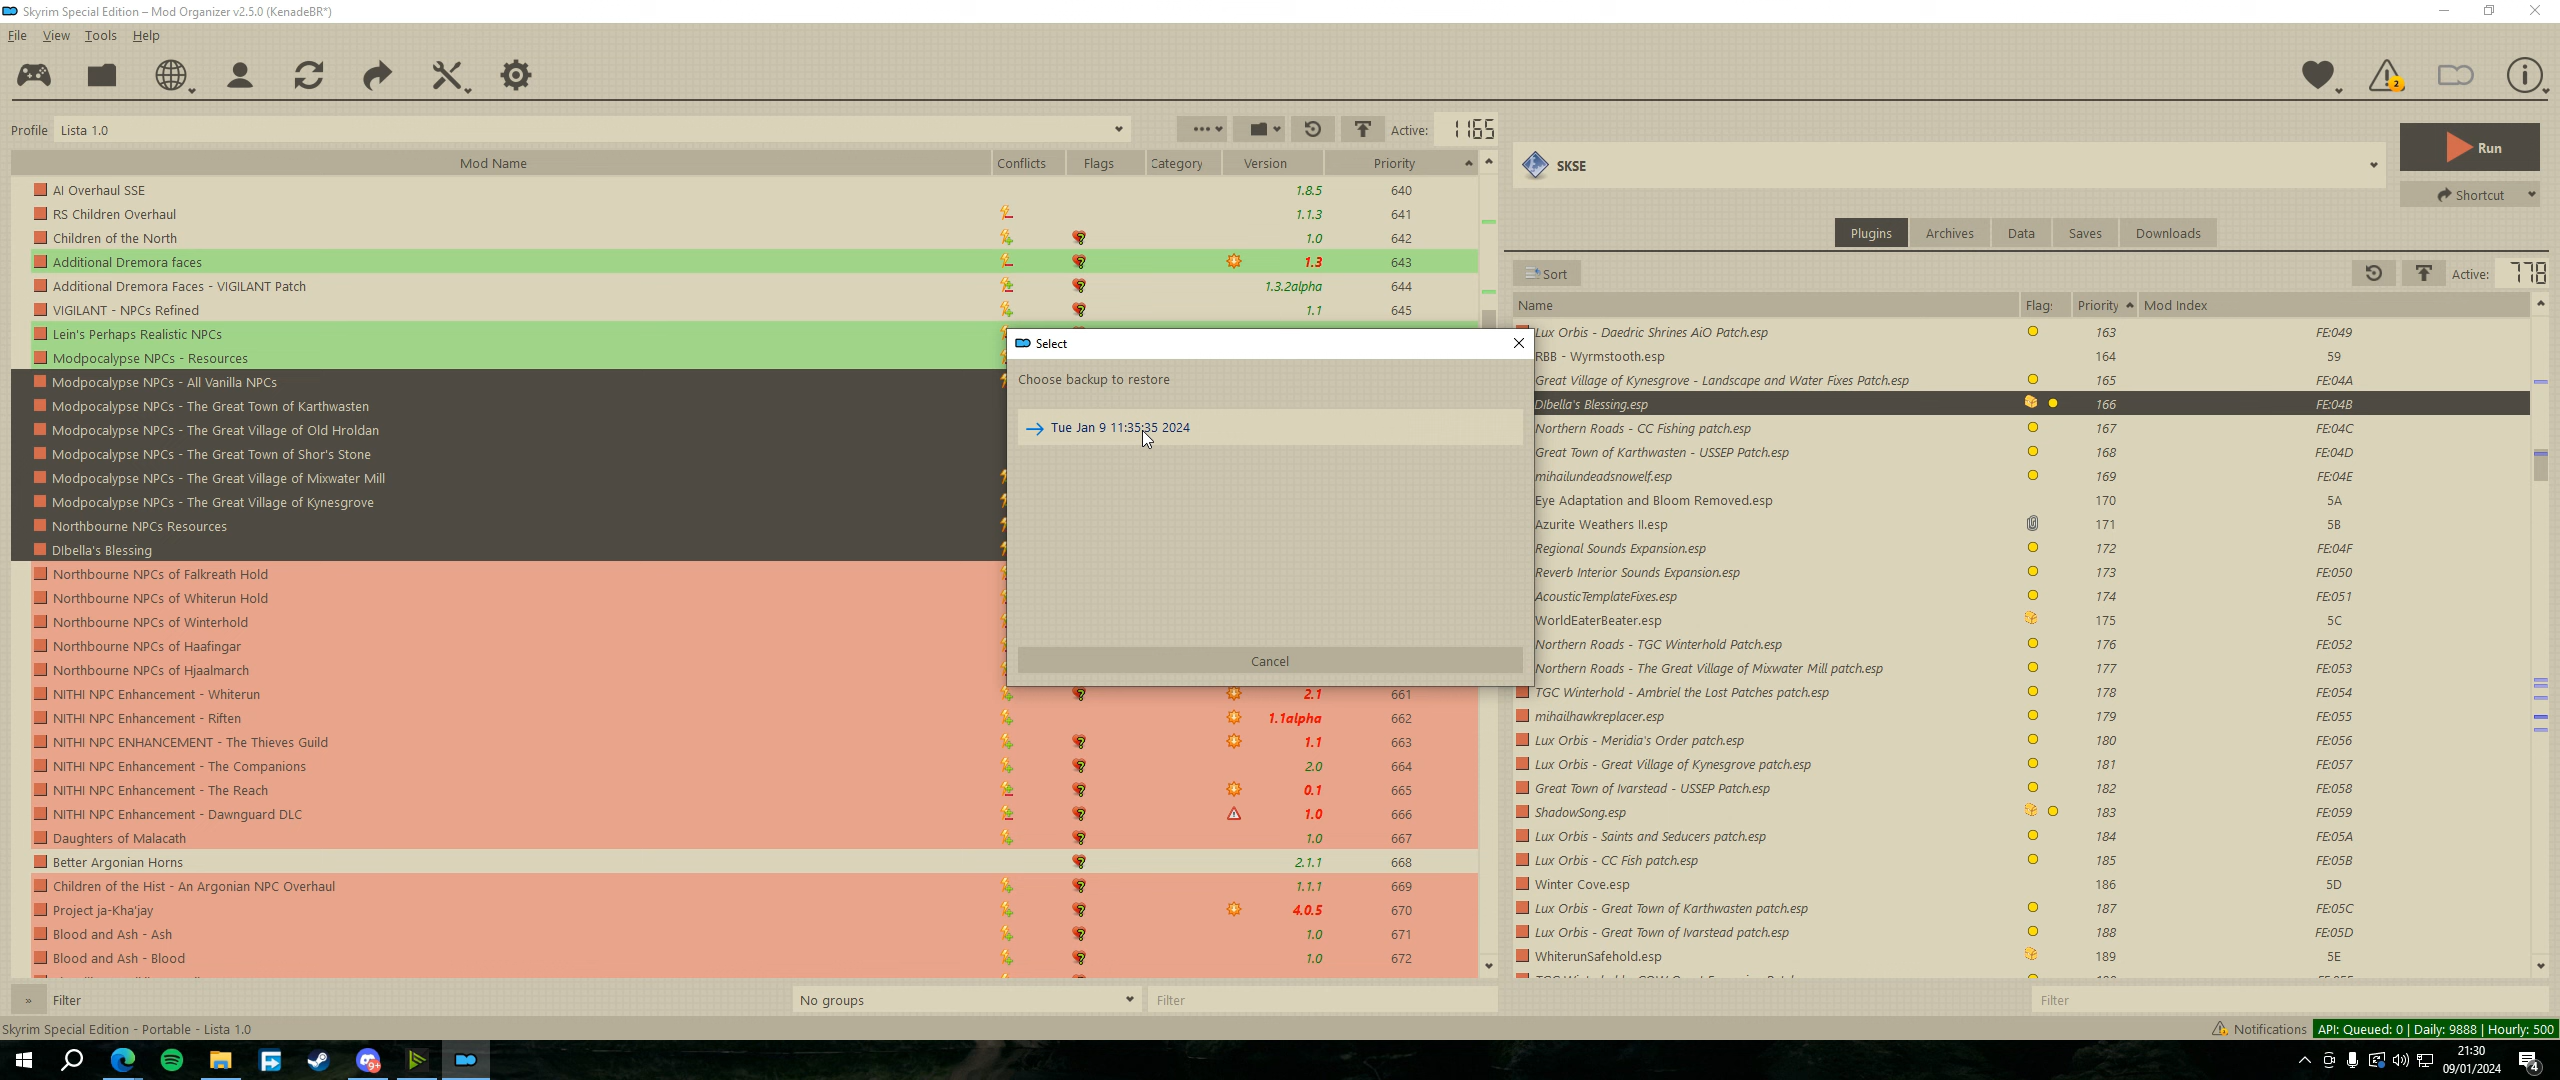 Skyrim Special Edition – Mod Organizer v2.5.0 (KenadeBR*)
File View Tools Help
2
Profile Lista 1.0 Active: 1165
Mod Name Conflicts Flags Category Version Priority
AI Overhaul SSE 1.8.5 640
RS Children Overhaul 1.1.3 641
Children of the North 1.0 642
Additional Dremora faces 1.3 643
Additional Dremora Faces - VIGILANT Patch 1.3.2alpha 644
VIGILANT - NPCs Refined 1.1 645
Lein's Perhaps Realistic NPCs
Modpocalypse NPCs - Resources
Modpocalypse NPCs - All Vanilla NPCs
Modpocalypse NPCs - The Great Town of Karthwasten
Modpocalypse NPCs - The Great Village of Old Hroldan
Modpocalypse NPCs - The Great Town of Shor's Stone
Modpocalypse NPCs - The Great Village of Mixwater Mill
Modpocalypse NPCs - The Great Village of Kynesgrove
Northbourne NPCs Resources
DIbella's Blessing
Northbourne NPCs of Falkreath Hold
Northbourne NPCs of Whiterun Hold
Northbourne NPCs of Winterhold
Northbourne NPCs of Haafingar
Northbourne NPCs of Hjaalmarch
NITHI NPC Enhancement - Whiterun 2.1 661
NITHI NPC Enhancement - Riften 1.1alpha 662
NITHI NPC ENHANCEMENT - The Thieves Guild 1.1 663
NITHI NPC Enhancement - The Companions 2.0 664
NITHI NPC Enhancement - The Reach 0.1 665
NITHI NPC Enhancement - Dawnguard DLC 1.0 666
Daughters of Malacath 1.0 667
Better Argonian Horns 2.1.1 668
Children of the Hist - An Argonian NPC Overhaul 1.1.1 669
Project ja-Kha'jay 4.0.5 670
Blood and Ash - Ash 1.0 671
Blood and Ash - Blood 1.0 672
» Filter No groups Filter
Select
Choose backup to restore
Tue Jan 9 11:35:35 2024
Cancel
SKSE
Run
Shortcut
Plugins Archives Data Saves Downloads
Sort Active: 778
Name Flag: Priority Mod Index
Lux Orbis - Daedric Shrines AiO Patch.esp 163 FE:049
RBB - Wyrmstooth.esp 164 59
Great Village of Kynesgrove - Landscape and Water Fixes Patch.esp 165 FE:04A
DIbella's Blessing.esp 166 FE:04B
Northern Roads - CC Fishing patch.esp 167 FE:04C
Great Town of Karthwasten - USSEP Patch.esp 168 FE:04D
mihailundeadsnowelf.esp 169 FE:04E
Eye Adaptation and Bloom Removed.esp 170 5A
Azurite Weathers II.esp 171 5B
Regional Sounds Expansion.esp 172 FE:04F
Reverb Interior Sounds Expansion.esp 173 FE:050
AcousticTemplateFixes.esp 174 FE:051
WorldEaterBeater.esp 175 5C
Northern Roads - TGC Winterhold Patch.esp 176 FE:052
Northern Roads - The Great Village of Mixwater Mill patch.esp 177 FE:053
TGC Winterhold - Ambriel the Lost Patches patch.esp 178 FE:054
mihailhawkreplacer.esp 179 FE:055
Lux Orbis - Meridia's Order patch.esp 180 FE:056
Lux Orbis - Great Village of Kynesgrove patch.esp 181 FE:057
Great Town of Ivarstead - USSEP Patch.esp 182 FE:058
ShadowSong.esp 183 FE:059
Lux Orbis - Saints and Seducers patch.esp 184 FE:05A
Lux Orbis - CC Fish patch.esp 185 FE:05B
Winter Cove.esp 186 5D
Lux Orbis - Great Town of Karthwasten patch.esp 187 FE:05C
Lux Orbis - Great Town of Ivarstead patch.esp 188 FE:05D
WhiterunSafehold.esp 189 5E
Filter
Skyrim Special Edition - Portable - Lista 1.0 Notifications API: Queued: 0 | Daily: 9888 | Hourly: 500
9+
21:30
09/01/2024
4